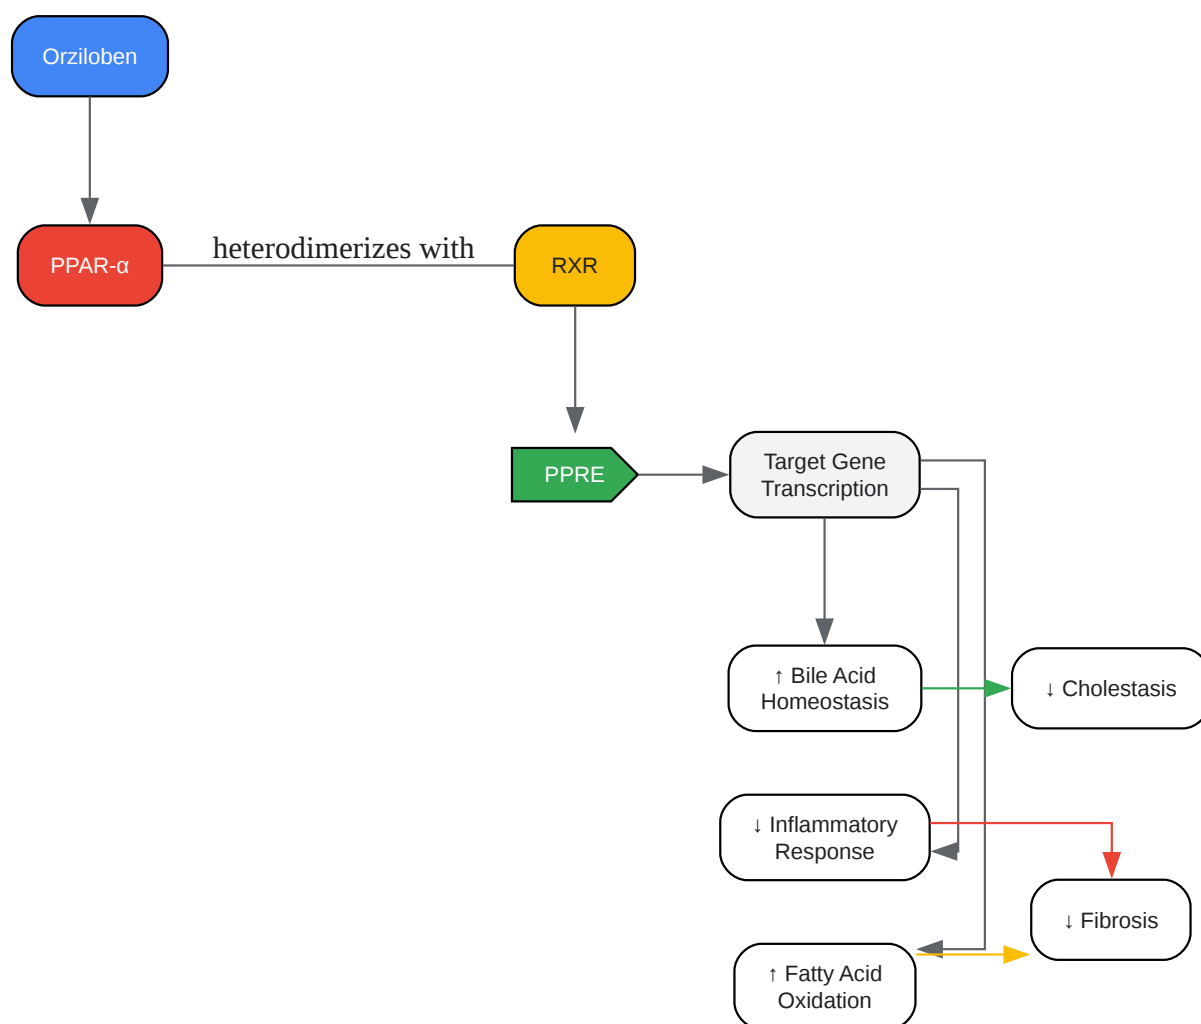 Orziloben
PPAR-α
heterodimerizes with
RXR
PPRE
Target Gene
Transcription
↑ Bile Acid
Homeostasis
↓ Cholestasis
↓ Inflammatory
Response
↓ Fibrosis
↑ Fatty Acid
Oxidation